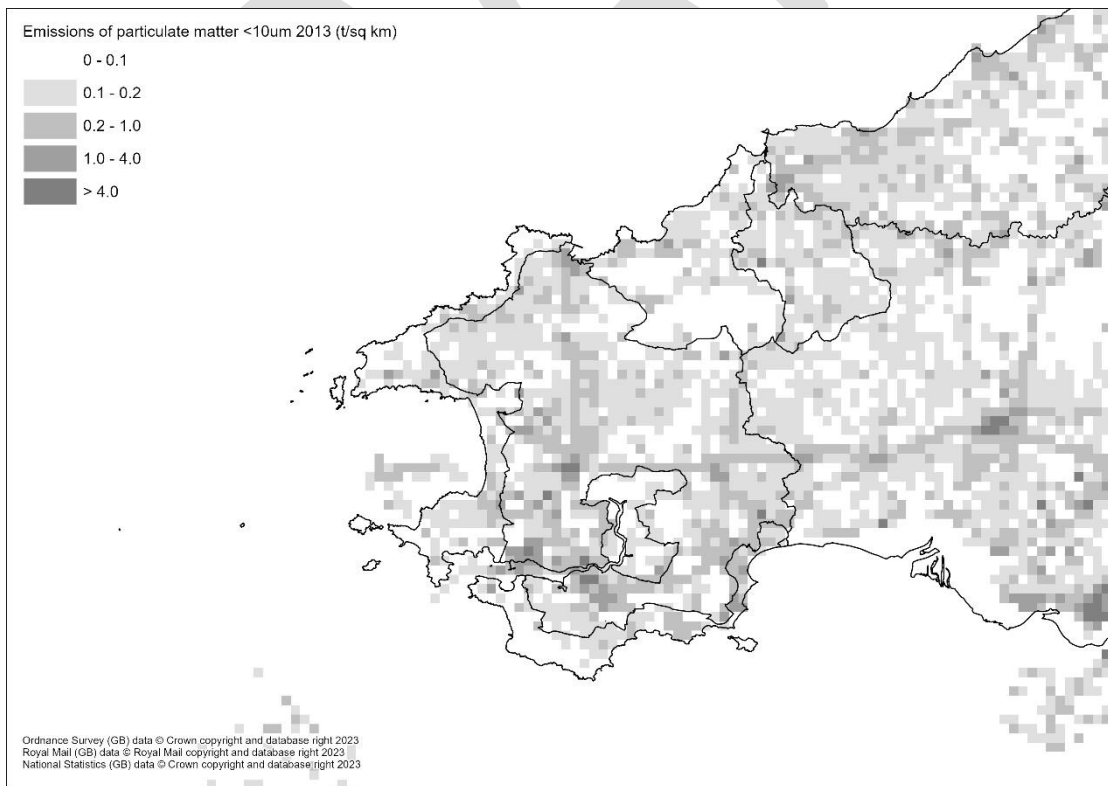 Emissions of particulate matter <10um 2013 (t/sq km)
0 - 0.1
0.1 - 0.2
0.2 - 1.0
1.0 - 4.0
> 4.0
Ordnance Survey (GB) data © Crown copyright and database right 2023
Royal Mail (GB) data © Royal Mail copyright and database right 2023
National Statistics (GB) data © Crown copyright and database right 2023